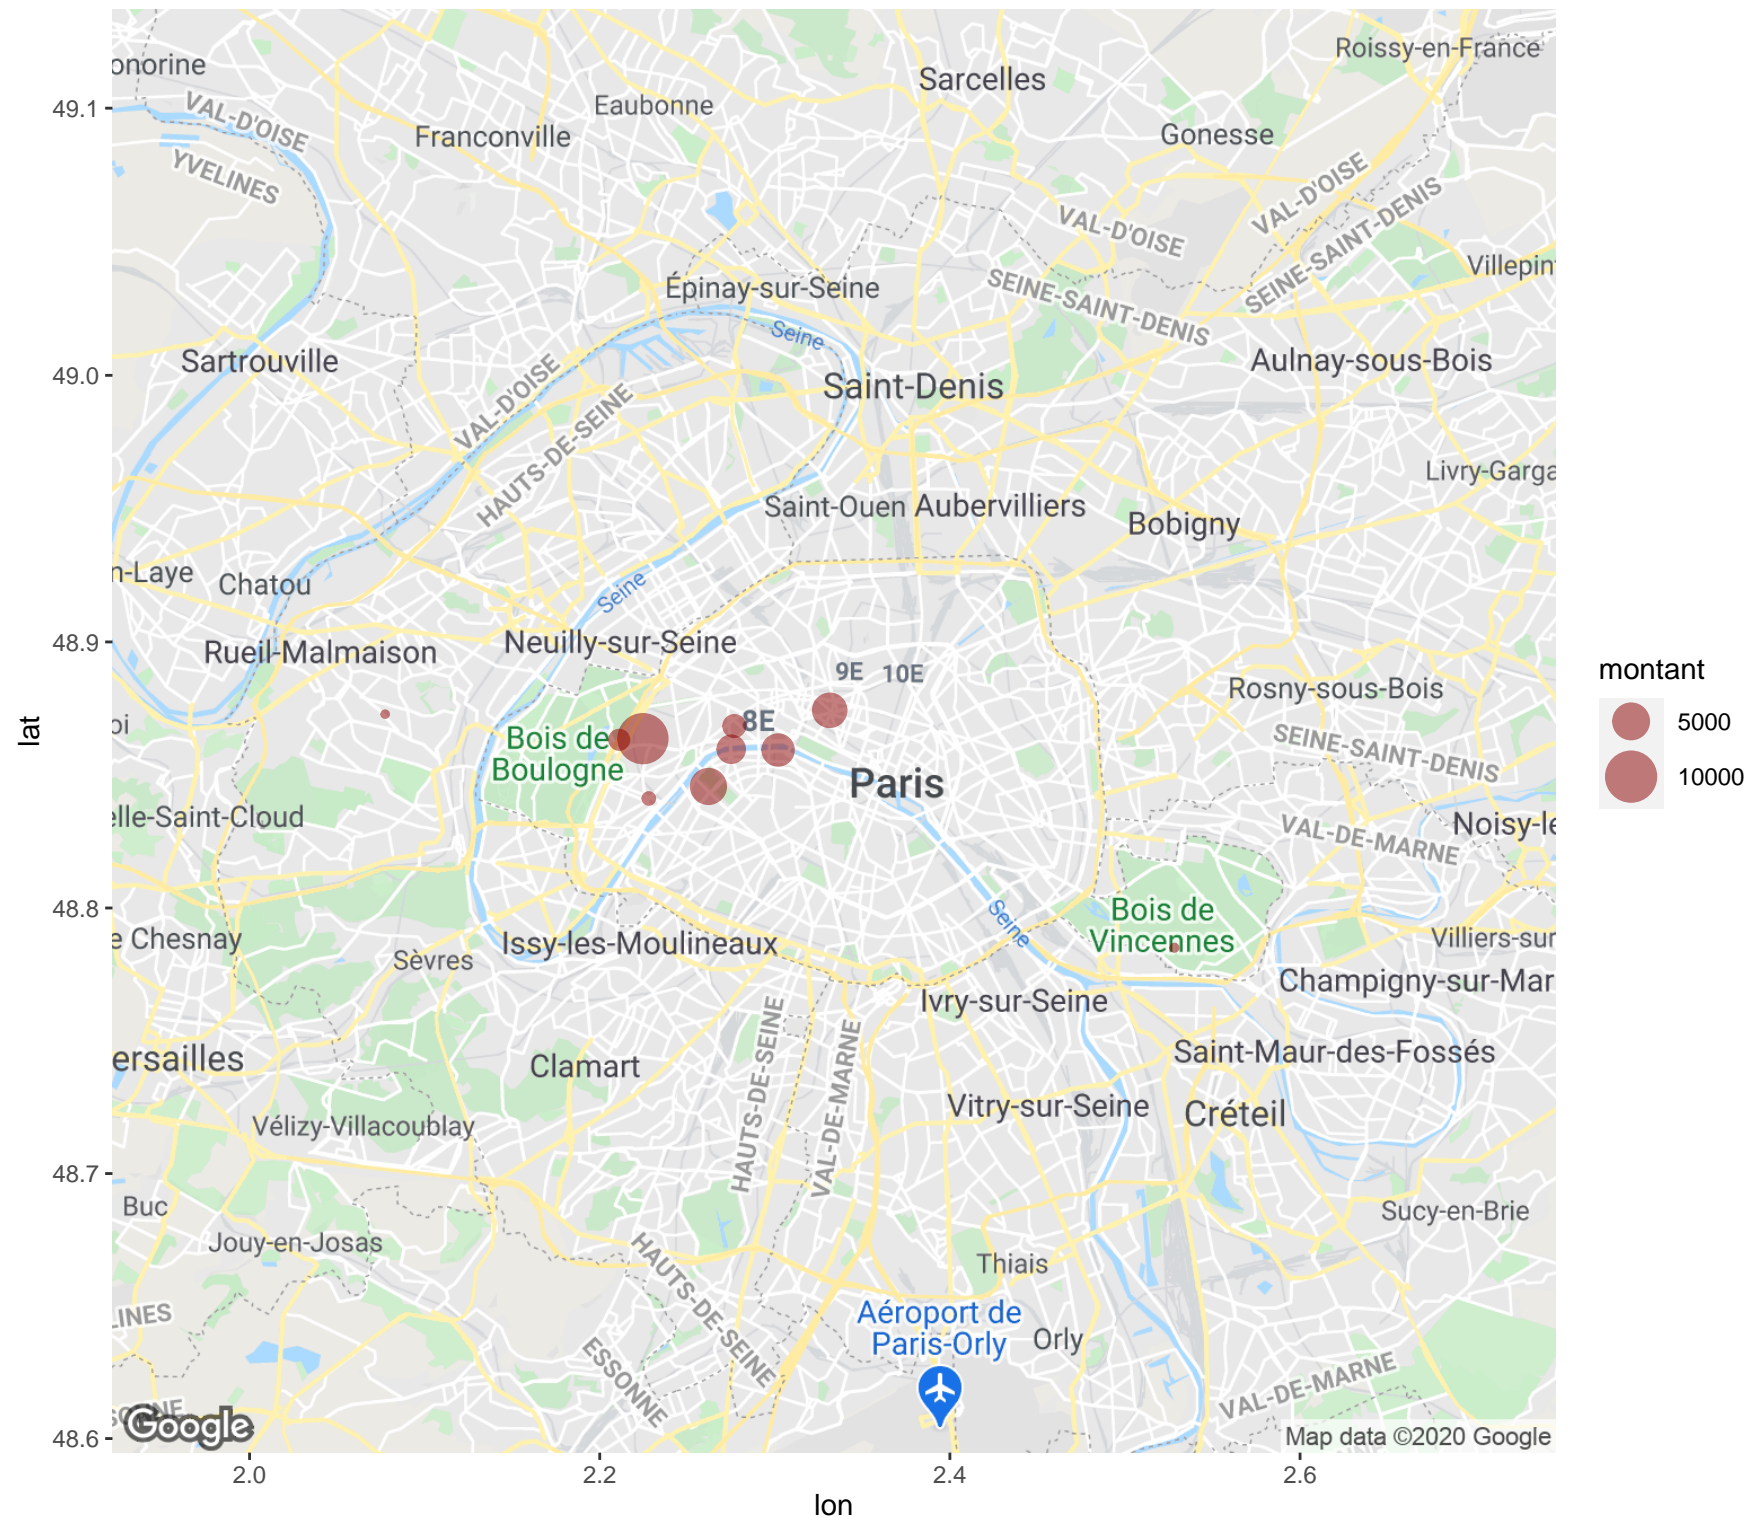 onorine
Roissy-en-France
Sarcelles
49.1
VAL-D'OISE
Eaubonne
Franconville
Gonesse
YVELINES
VAL-D'OISE
SEINE-SAINT-DENIS
VAL-D'OISE
Villepin
Épinay-sur-Seine
SEINE-SAINT-DENIS
Seine
49.0
Sartrouville
Aulnay-sous-Bois
VAL-D'OISE
Saint-Denis
HAUTS-DE-SEINE
Livry-Garga
Saint-Ouen
Aubervilliers
Bobigny
n-Laye
Chatou
Seine
48.9
Neuilly-sur-Seine
Rueil-Malmaison
9E
10E
montant
Rosny-sous-Bois
oi
8E
5000
lat
Bois de
Boulogne
SEINE-SAINT-DENIS
10000
Paris
elle-Saint-Cloud
VAL-DE-MARNE
Noisy-le
48.8
Bois de
Vincennes
Seine
e Chesnay
Issy-les-Moulineaux
Villiers-sur
Sèvres
Champigny-sur-Mar
Ivry-sur-Seine
ersailles
Clamart
HAUTS-DE-SEINE
VAL-DE-MARNE
Saint-Maur-des-Fossés
Vitry-sur-Seine
Créteil
Vélizy-Villacoublay
48.7
Buc
Sucy-en-Brie
Jouy-en-Josas
HAUTS-DE-SEINE
Thiais
LINES
Aéroport de
Paris-Orly
Orly
ESSONNE
VAL-DE-MARNE
Google
Map data ©2020 Google
48.6
2.0
2.2
2.4
2.6
lon